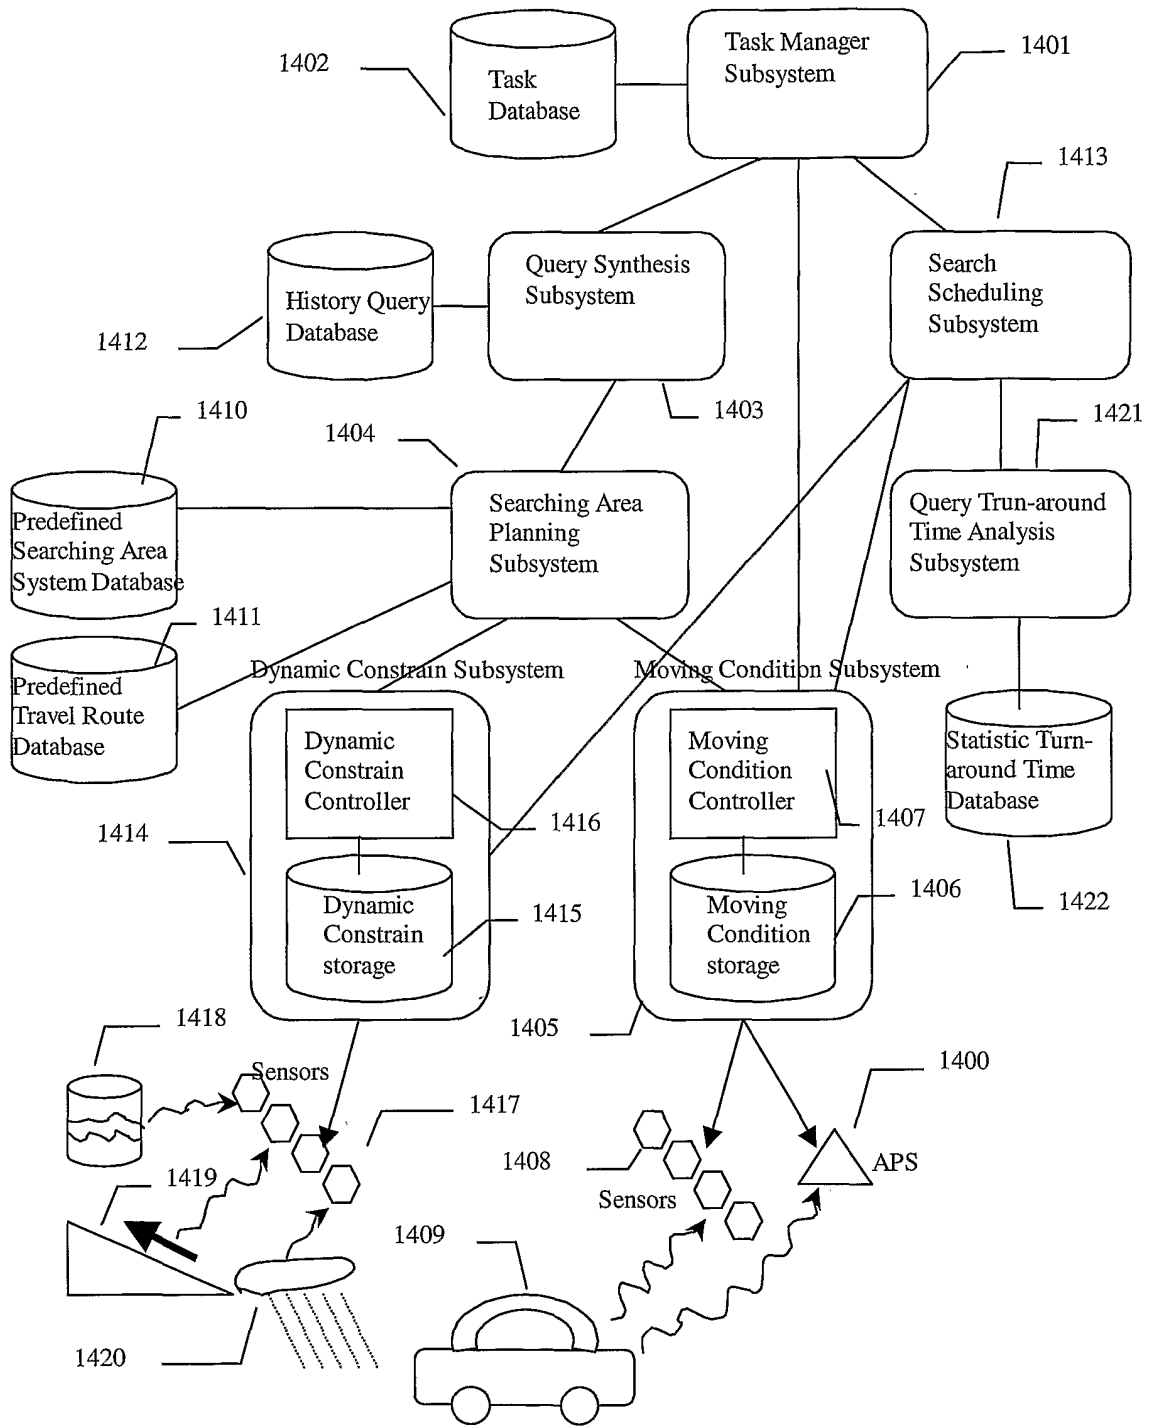 Task Manager
Subsystem
1401
1402
Task
Database
1413
Query Synthesis
Subsystem
Search
Scheduling
Subsystem
History Query
Database
1412
1410
1404
1403
1421
Searching Area
Planning
Subsystem
Query Trun-around
Time Analysis
Subsystem
Predefined
Searching Area
System Database
1411
Predefined
Travel Route
Database
Dynamic Constrain Subsystem
Moving Condition Subsystem
Dynamic
Constrain
Controller
Moving
Condition
Controller
Statistic Turn-
around Time
Database
1414
1416
1407
Dynamic
Constrain
storage
1415
Moving
Condition
storage
1406
1422
1418
1405
Sensors
1417
1400
1408
APS
1419
Sensors
1409
1420